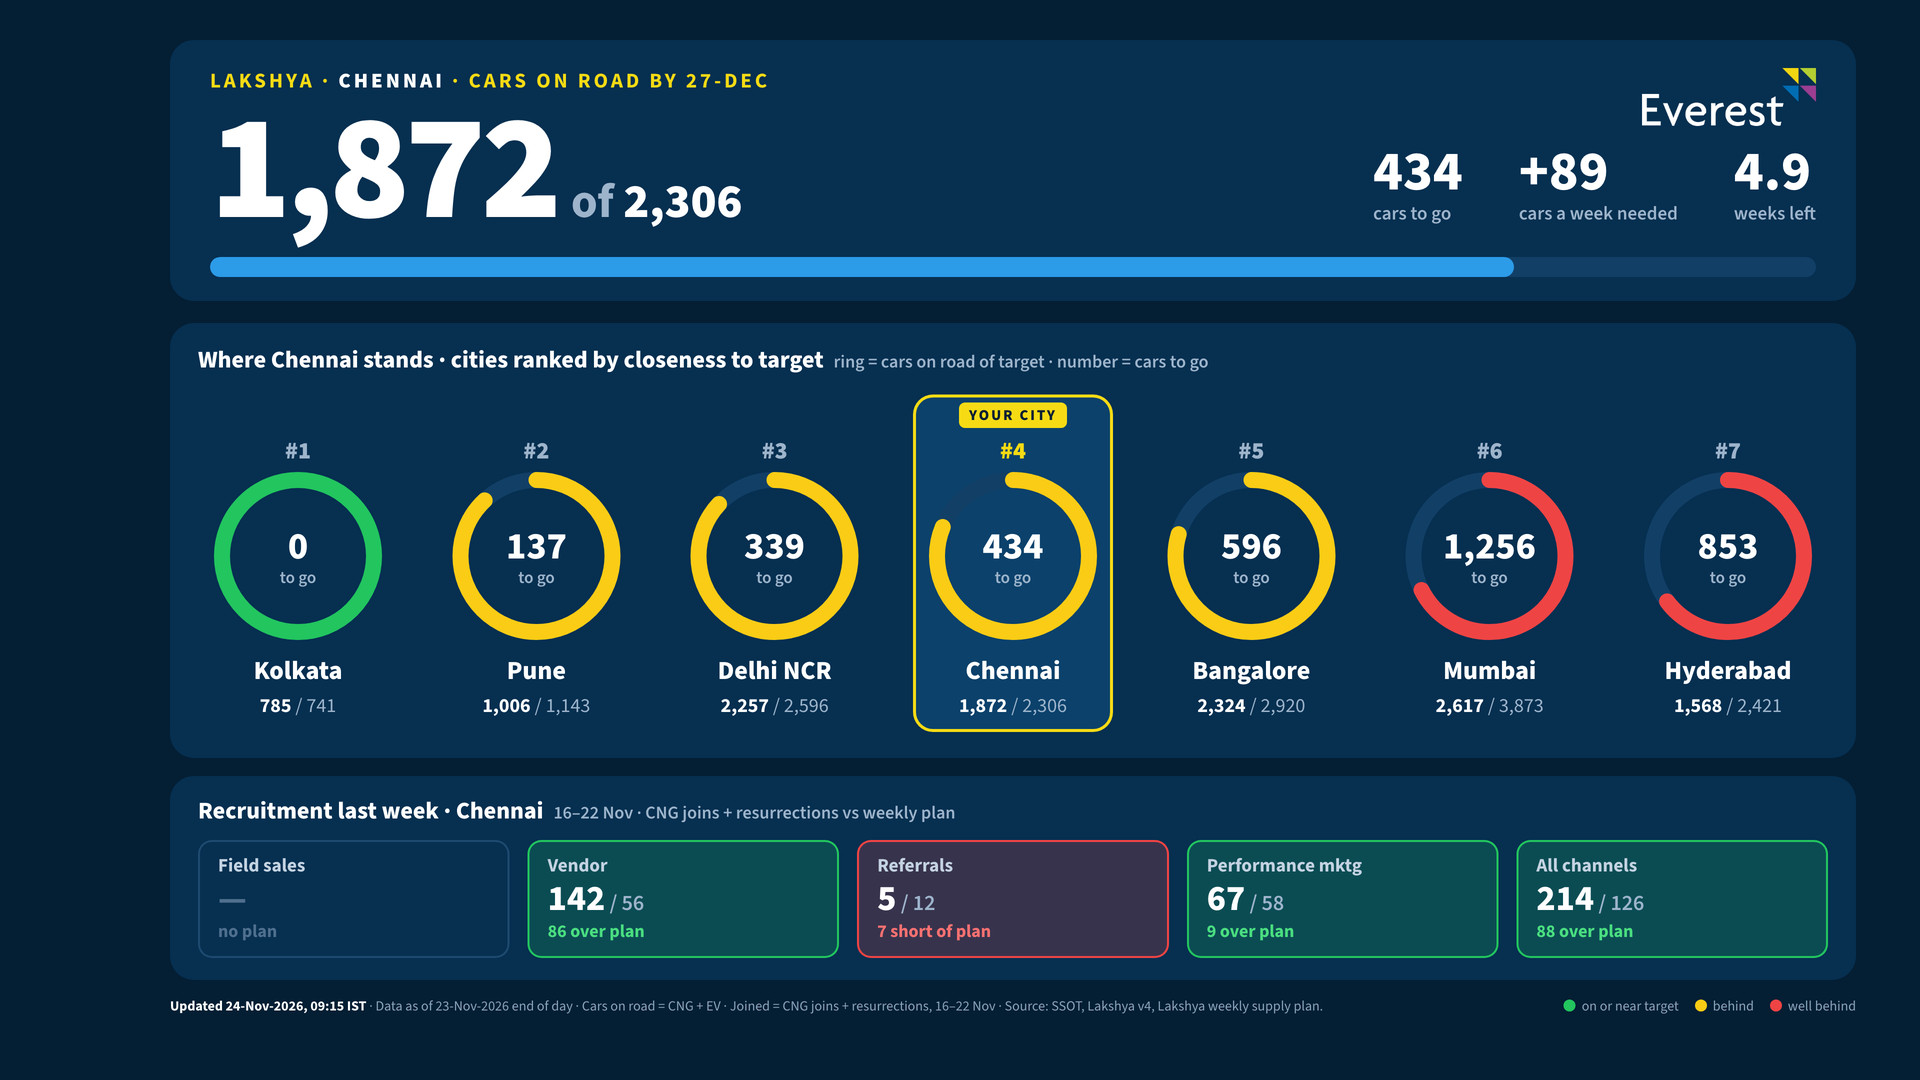 LAKSHYA · CHENNAI · CARS ON ROAD BY 27-DEC
Everest
1,872 of 2,306
434
cars to go
+89
cars a week needed
4.9
weeks left
Where Chennai stands · cities ranked by closeness to target ring = cars on road of target · number = cars to go
YOUR CITY
#1
0
to go
Kolkata
785 / 741
#2
137
to go
Pune
1,006 / 1,143
#3
339
to go
Delhi NCR
2,257 / 2,596
#4
434
to go
Chennai
1,872 / 2,306
#5
596
to go
Bangalore
2,324 / 2,920
#6
1,256
to go
Mumbai
2,617 / 3,873
#7
853
to go
Hyderabad
1,568 / 2,421
Recruitment last week · Chennai 16–22 Nov · CNG joins + resurrections vs weekly plan
Field sales
—
no plan
Vendor
142 / 56
86 over plan
Referrals
5 / 12
7 short of plan
Performance mktg
67 / 58
9 over plan
All channels
214 / 126
88 over plan
Updated 24-Nov-2026, 09:15 IST · Data as of 23-Nov-2026 end of day · Cars on road = CNG + EV · Joined = CNG joins + resurrections, 16–22 Nov · Source: SSOT, Lakshya v4, Lakshya weekly supply plan.
on or near target
behind
well behind